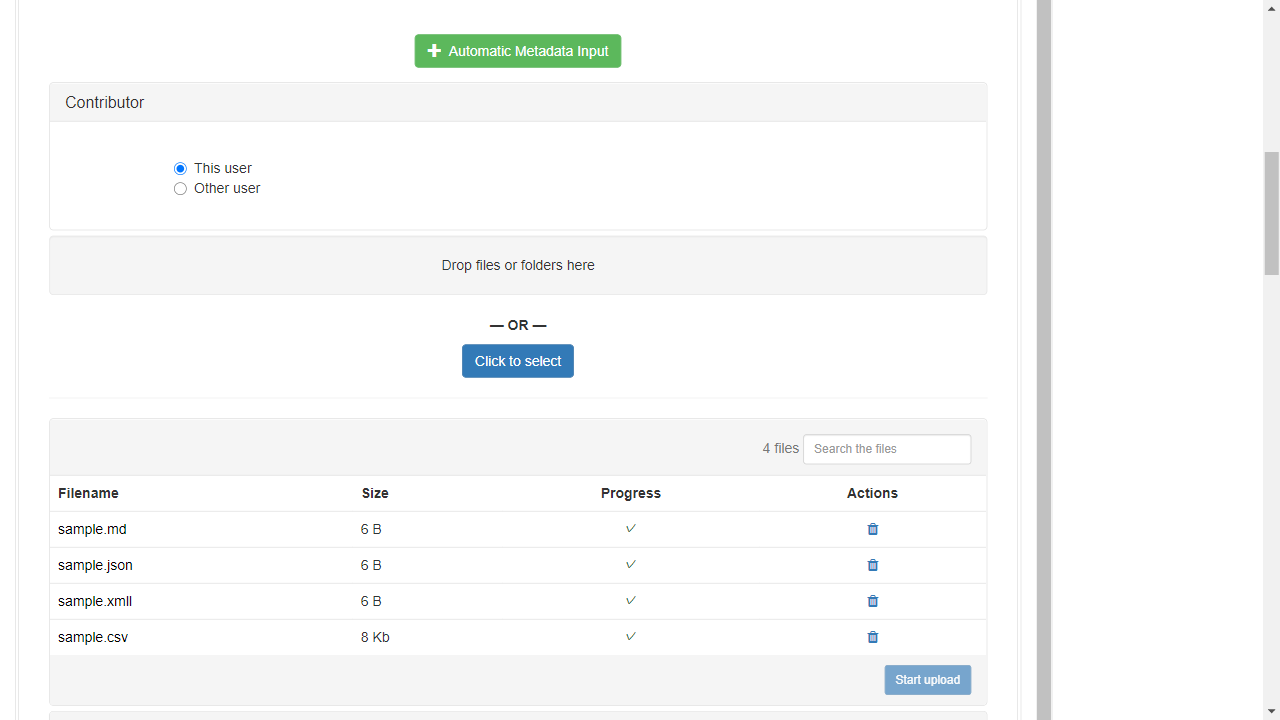 Automatic Metadata Input
Contributor
This user
Other user
Drop files or folders here
— OR —
Click to select
4 files Search the files
Filename Size Progress Actions
sample.md 6 B ✓
sample.json 6 B ✓
sample.xmll 6 B ✓
sample.csv 8 Kb ✓
Start upload